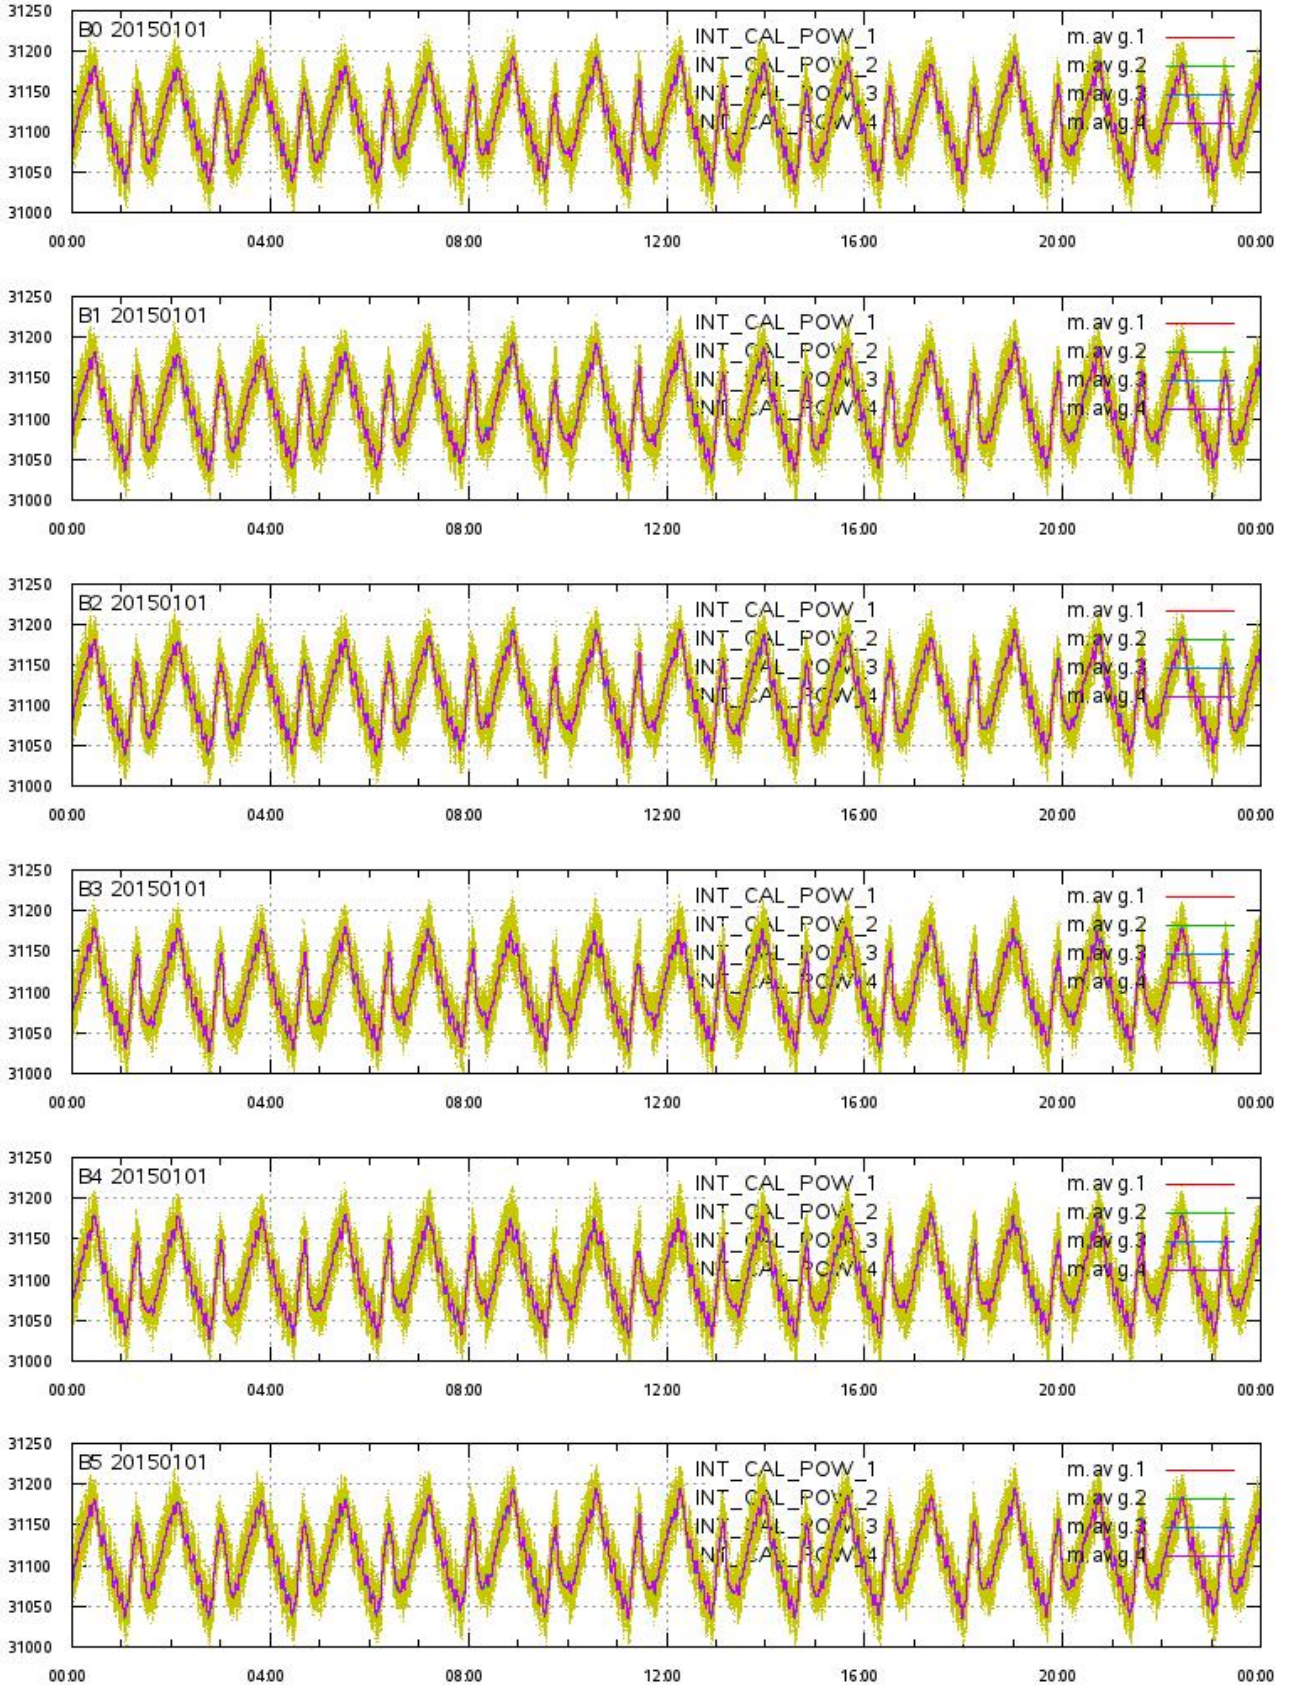 31250
B0 20150101 INT_CAL_POW_1 m.avg.1
31200
INT_CAL_POW_2 m.avg.2
31150
INT_CAL_POW_3 m.avg.3
31100
INT_CAL_POW_4 m.avg.4
31050
31000
00:00 04:00 08:00 12:00 16:00 20:00 00:00
31250
B1 20150101 INT_CAL_POW_1 m.avg.1
31200
INT_CAL_POW_2 m.avg.2
31150
INT_CAL_POW_3 m.avg.3
31100
INT_CAL_POW_4 m.avg.4
31050
31000
00:00 04:00 08:00 12:00 16:00 20:00 00:00
31250
B2 20150101 INT_CAL_POW_1 m.avg.1
31200
INT_CAL_POW_2 m.avg.2
31150
INT_CAL_POW_3 m.avg.3
31100
INT_CAL_POW_4 m.avg.4
31050
31000
00:00 04:00 08:00 12:00 16:00 20:00 00:00
31250
B3 20150101 INT_CAL_POW_1 m.avg.1
31200
INT_CAL_POW_2 m.avg.2
31150
INT_CAL_POW_3 m.avg.3
31100
INT_CAL_POW_4 m.avg.4
31050
31000
00:00 04:00 08:00 12:00 16:00 20:00 00:00
31250
B4 20150101 INT_CAL_POW_1 m.avg.1
31200
INT_CAL_POW_2 m.avg.2
31150
INT_CAL_POW_3 m.avg.3
31100
INT_CAL_POW_4 m.avg.4
31050
31000
00:00 04:00 08:00 12:00 16:00 20:00 00:00
31250
B5 20150101 INT_CAL_POW_1 m.avg.1
31200
INT_CAL_POW_2 m.avg.2
31150
INT_CAL_POW_3 m.avg.3
31100
INT_CAL_POW_4 m.avg.4
31050
31000
00:00 04:00 08:00 12:00 16:00 20:00 00:00